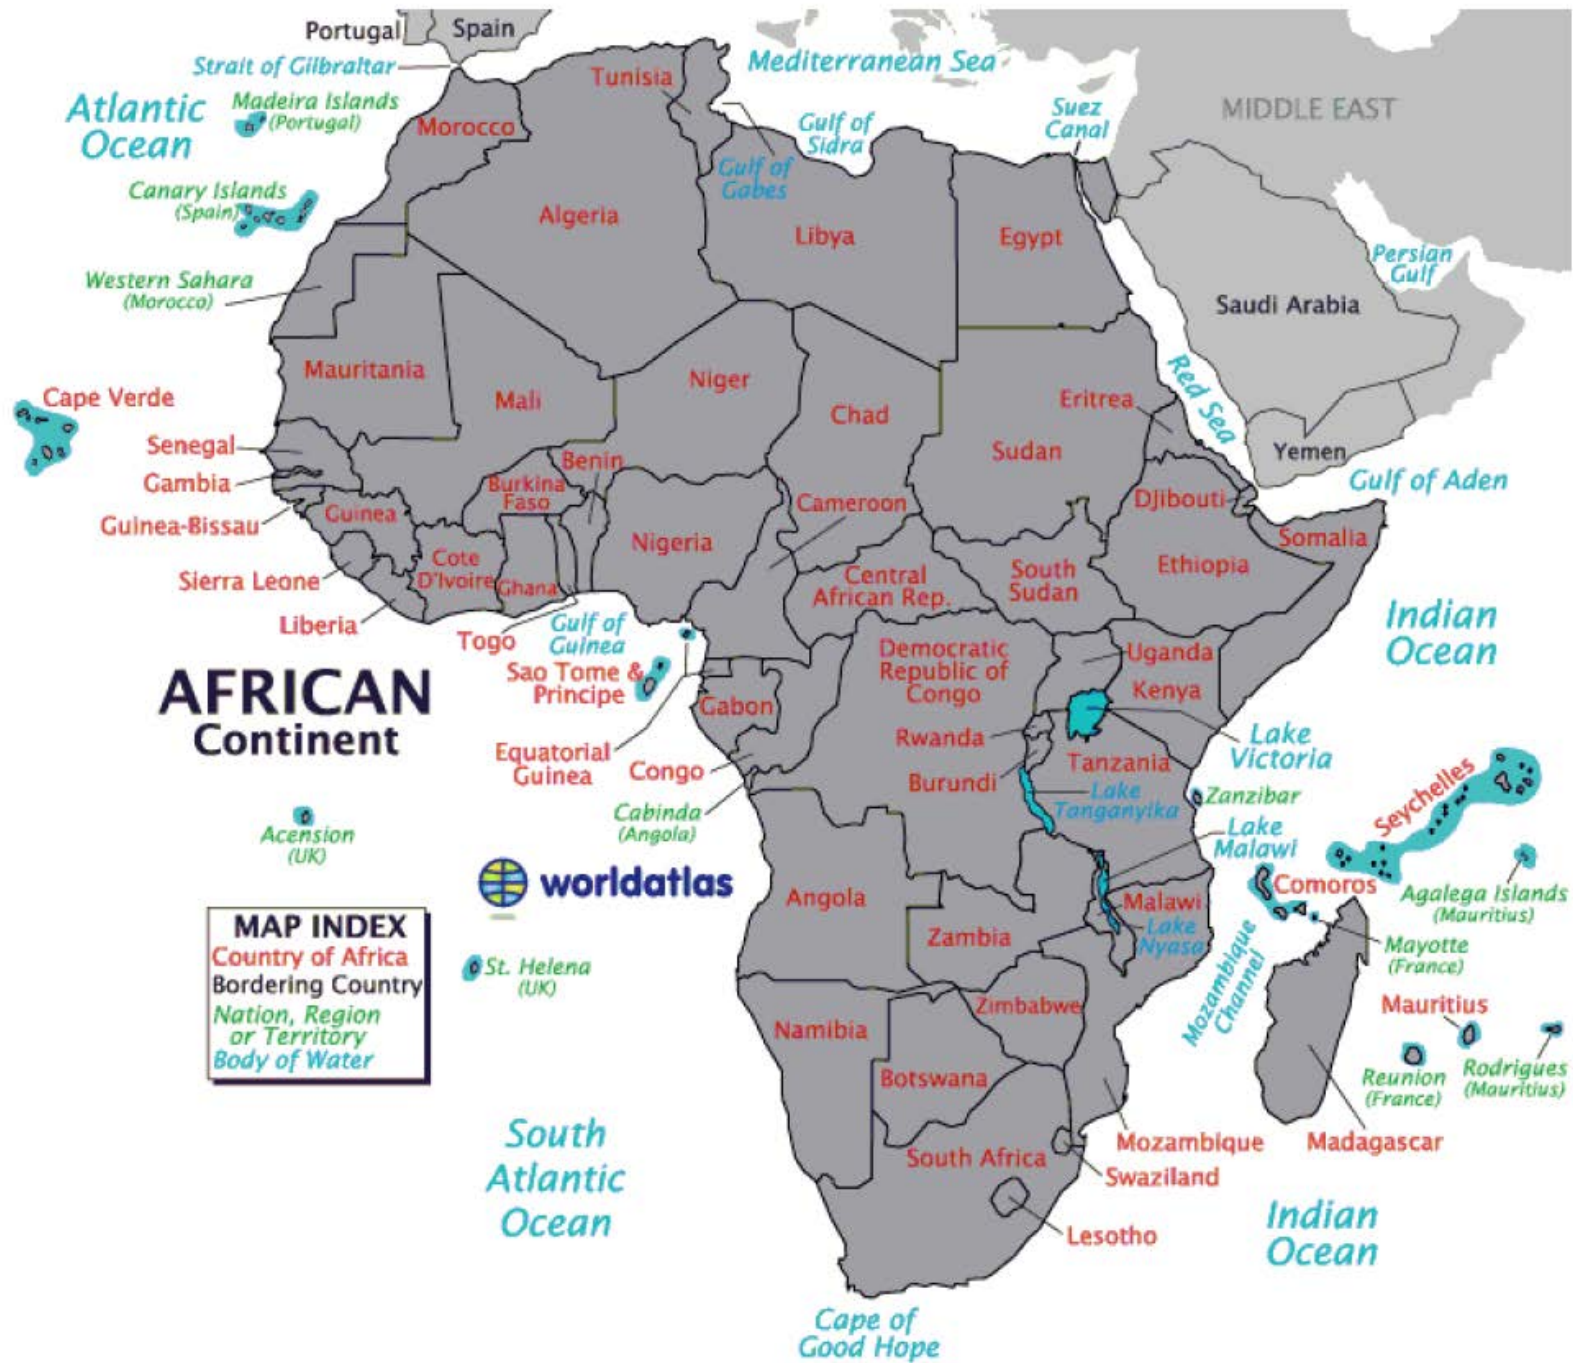 Portugal
Spain
Strait of Gilbraltar
Mediterranean Sea
Atlantic
Ocean
Madeira Islands
(Portugal)
Tunisia
Morocco
Gulf of
Sidra
Suez
Canal
MIDDLE EAST
Gulf of
Gabes
Canary Islands
(Spain)
Algeria
Libya
Egypt
Persian
Gulf
Western Sahara
(Morocco)
Saudi Arabia
Mauritania
Mali
Niger
Chad
Eritrea
Red Sea
Cape Verde
Senegal
Gambia
Guinea-Bissau
Sudan
Yemen
Gulf of Aden
Benin
Burkina
Faso
Guinea
Cameroon
Djibouti
Somalia
Nigeria
Cote
D'Ivoire
Ghana
Central
African Rep.
South
Sudan
Ethiopia
Sierra Leone
Liberia
Togo
Gulf of
Guinea
Indian
Ocean
Democratic
Republic of
Congo
Uganda
Kenya
Sao Tome &
Principe
Gabon
AFRICAN
Continent
Equatorial
Guinea
Congo
Rwanda
Burundi
Tanzania
Lake
Victoria
Lake
Tanganyika
Zanzibar
Seychelles
Cabinda
(Angola)
Acension
(UK)
Lake
Malawi
worldatlas
Angola
Malawi
Comoros
Agalega Islands
(Mauritius)
MAP INDEX
Country of Africa
Bordering Country
Nation, Region
or Territory
Body of Water
Zambia
Lake
Nyasa
Mayotte
(France)
St. Helena
(UK)
Mozambique
Channel
Zimbabwe
Mauritius
Namibia
Botswana
Reunion
(France)
Rodrigues
(Mauritius)
South
Atlantic
Ocean
South Africa
Mozambique
Madagascar
Swaziland
Lesotho
Indian
Ocean
Cape of
Good Hope